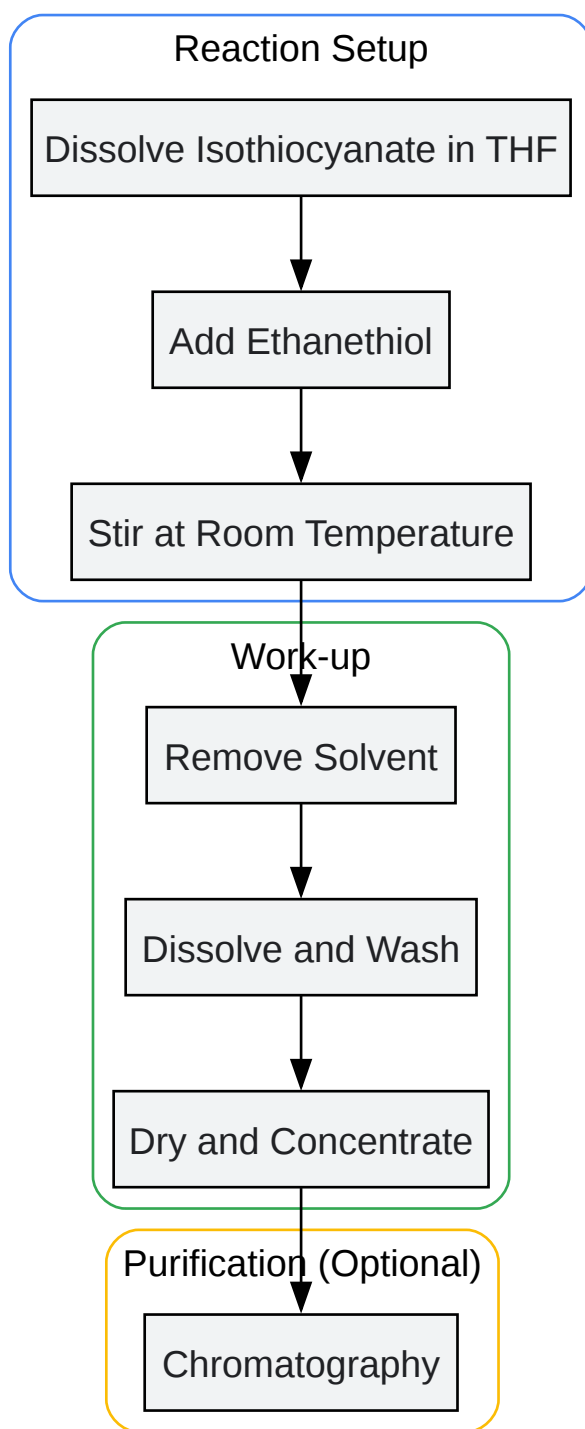 Reaction Setup
Dissolve Isothiocyanate in THF
Add Ethanethiol
Stir at Room Temperature
Work-up
Remove Solvent
Dissolve and Wash
Dry and Concentrate
Purification (Optional)
Chromatography